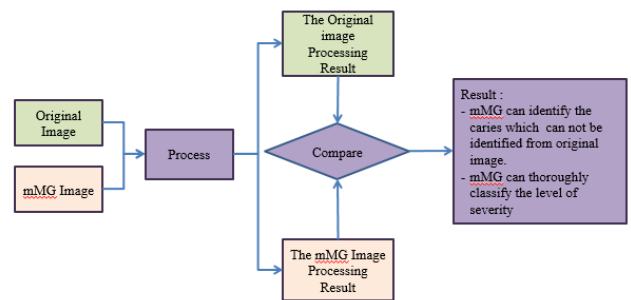 The Original
image
Processing
Result
Original
Image
mMG Image
Process
Compare
Result :
- mMG can identify the
caries which can not be
identified from original
image.
- mMG can thoroughly
classify the level of
severity
The mMG Image
Processing
Result